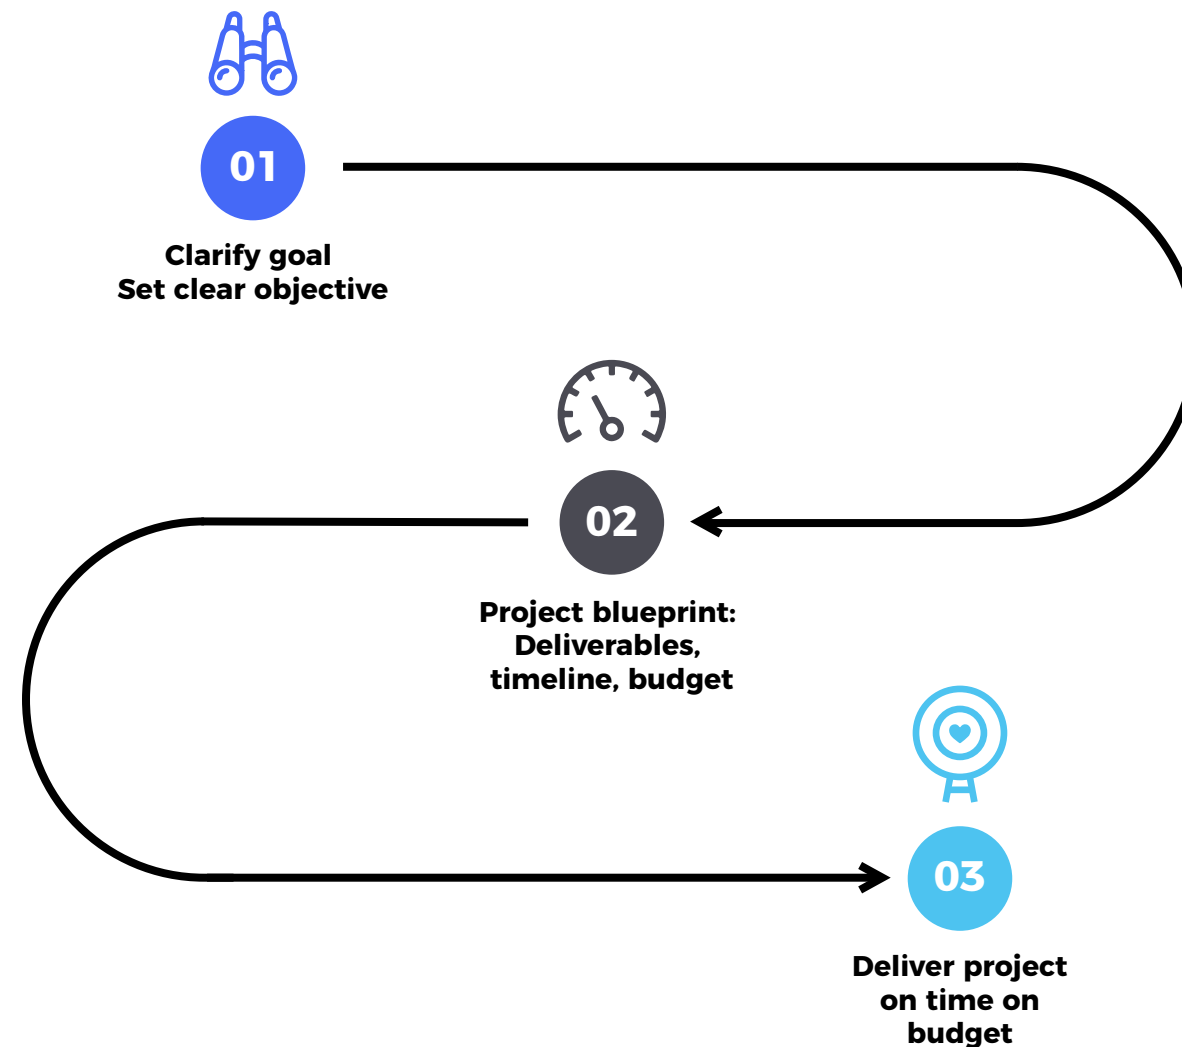 01
Clarify goal
Set clear objective
02
Project blueprint:
Deliverables,
timeline, budget
03
Deliver project
on time on
budget